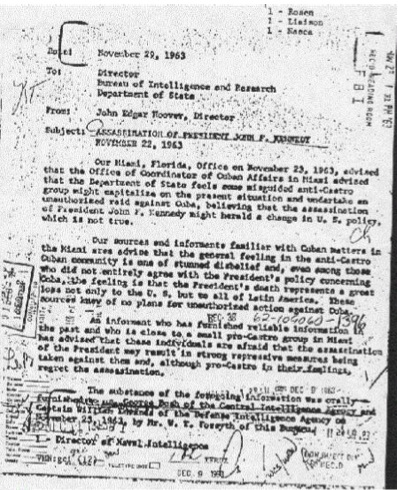 1 - Rosen
1 - Liaison
1 - Nasca
Date: November 29, 1963
To: Director
Bureau of Intelligence and Research
Department of State
From: John Edgar Hoover, Director
Subject: ASSASSINATION OF PRESIDENT JOHN F. KENNEDY
NOVEMBER 22, 1963
REC'D READING ROOM
F B I
Our Miami, Florida, Office on November 23, 1963, advised
that the Office of Coordinator of Cuban Affairs in Miami advised
that the Department of State feels some misguided anti-Castro
group might capitalize on the present situation and undertake an
unauthorized raid against Cuba, believing that the assassination
of President John F. Kennedy might herald a change in U. S. policy,
which is not true.
Our sources and informants familiar with Cuban matters in
the Miami area advise that the general feeling in the anti-Castro
Cuban community is one of stunned disbelief and, even among those
who did not entirely agree with the President's policy concerning
Cuba, the feeling is that the President's death represents a great
loss not only to the U. S. but to all of Latin America. These
sources know of no plans for unauthorized action against Cuba.
An informant who has furnished reliable information in
the past and who is close to a small pro-Castro group in Miami
has advised that these individuals are afraid that the assassination
of the President may result in strong repressive measures being
taken against them and, although pro-Castro in their feelings,
regret the assassination.
The substance of the foregoing information was orally
furnished to George Bush of the Central Intelligence Agency and
Captain William Edwards of the Defense Intelligence Agency on
November 23, 1963, by Mr. W. T. Forsyth of this Bureau.
1 - Director of Naval Intelligence
(12)
DEC 9 1963